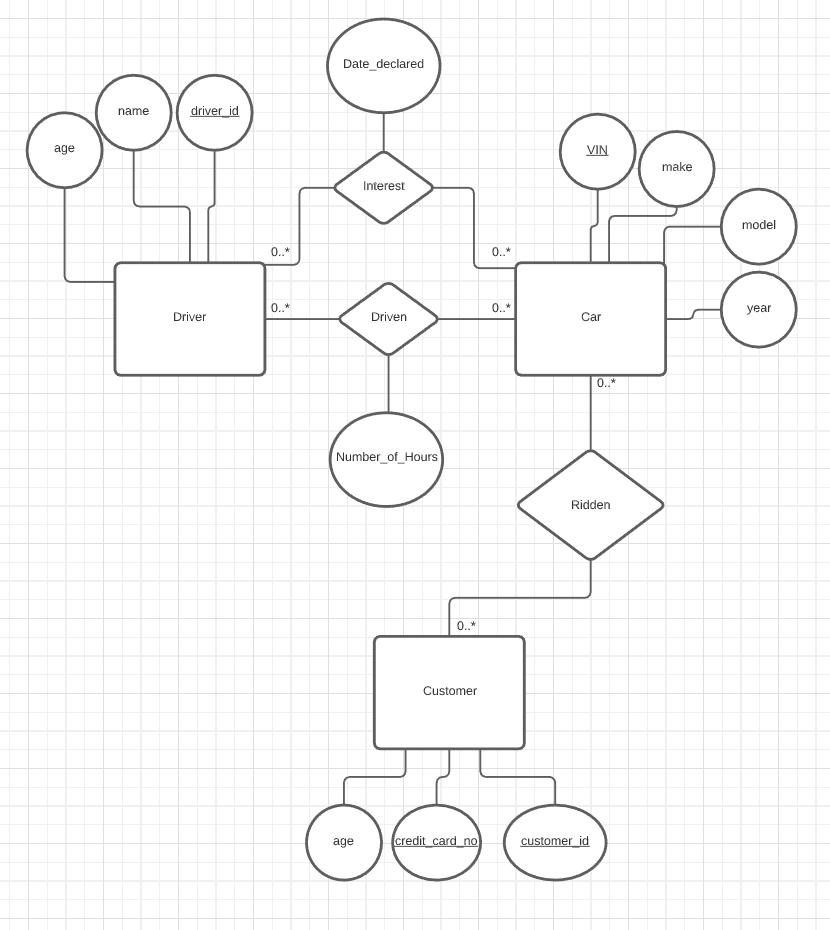 Date_declared
name
driver_id
age
VIN
make
Interest
model
0..*
0..*
0..*
0..*
year
Driver
Driven
Car
0..*
Number_of_Hours
Ridden
0..*
Customer
age
credit_card_no
customer_id